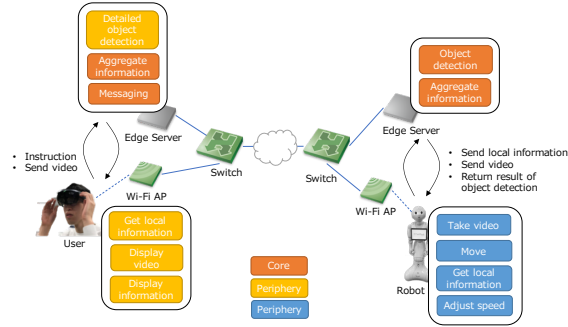 Detailed
object
detection
Aggregate
information
Messaging
Edge Server
• Instruction
• Send video
Wi-Fi AP
Switch
User
Get local
information
Display
video
Display
information
Object
detection
Aggregate
information
Edge Server
Switch
• Send local information
• Send video
• Return result of
object detection
Wi-Fi AP
Robot
Take video
Move
Get local
information
Adjust speed
Core
Periphery
Periphery